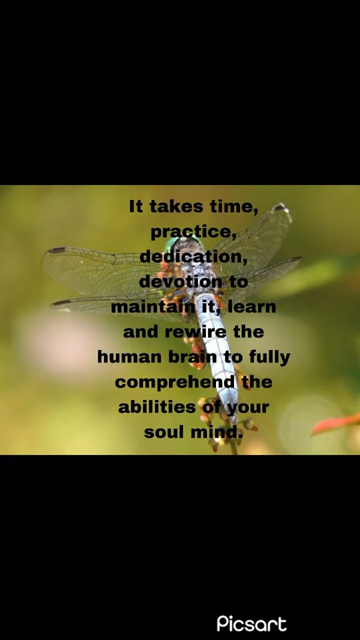 It takes time,
practice,
dedication,
devotion to
maintain it, learn
and rewire the
human brain to fully
comprehend the
abilities of your
soul mind.
Picsart